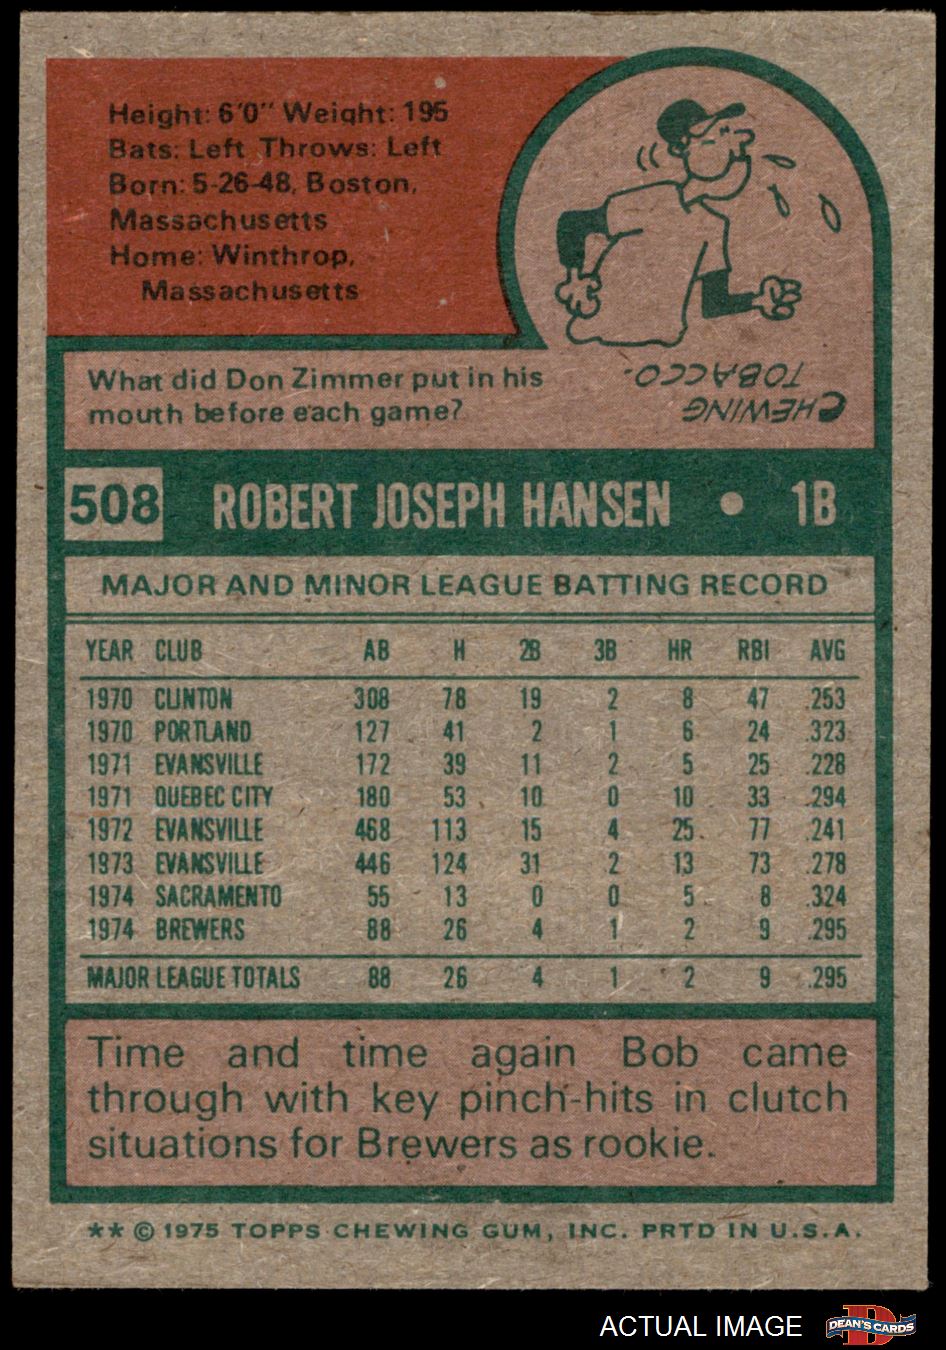 Height: 6'0" Weight: 195
Bats: Left Throws: Left
Born: 5-26-48, Boston,
Massachusetts
Home: Winthrop,
Massachusetts
What did Don Zimmer put in his
mouth before each game?
CHEWING
TOBACCO.
508 ROBERT JOSEPH HANSEN • 1B
MAJOR AND MINOR LEAGUE BATTING RECORD
YEAR CLUB AB H 2B 3B HR RBI AVG
1970 CLINTON 308 78 19 2 8 47 .253
1970 PORTLAND 127 41 2 1 6 24 .323
1971 EVANSVILLE 172 39 11 2 5 25 .228
1971 QUEBEC CITY 180 53 10 0 10 33 .294
1972 EVANSVILLE 468 113 15 4 25 77 .241
1973 EVANSVILLE 446 124 31 2 13 73 .278
1974 SACRAMENTO 55 13 0 0 5 8 .324
1974 BREWERS 88 26 4 1 2 9 .295
MAJOR LEAGUE TOTALS 88 26 4 1 2 9 .295
Time and time again Bob came
through with key pinch-hits in clutch
situations for Brewers as rookie.
** © 1975 TOPPS CHEWING GUM, INC. PRTD IN U.S.A.
ACTUAL IMAGE
DEAN'S CARDS